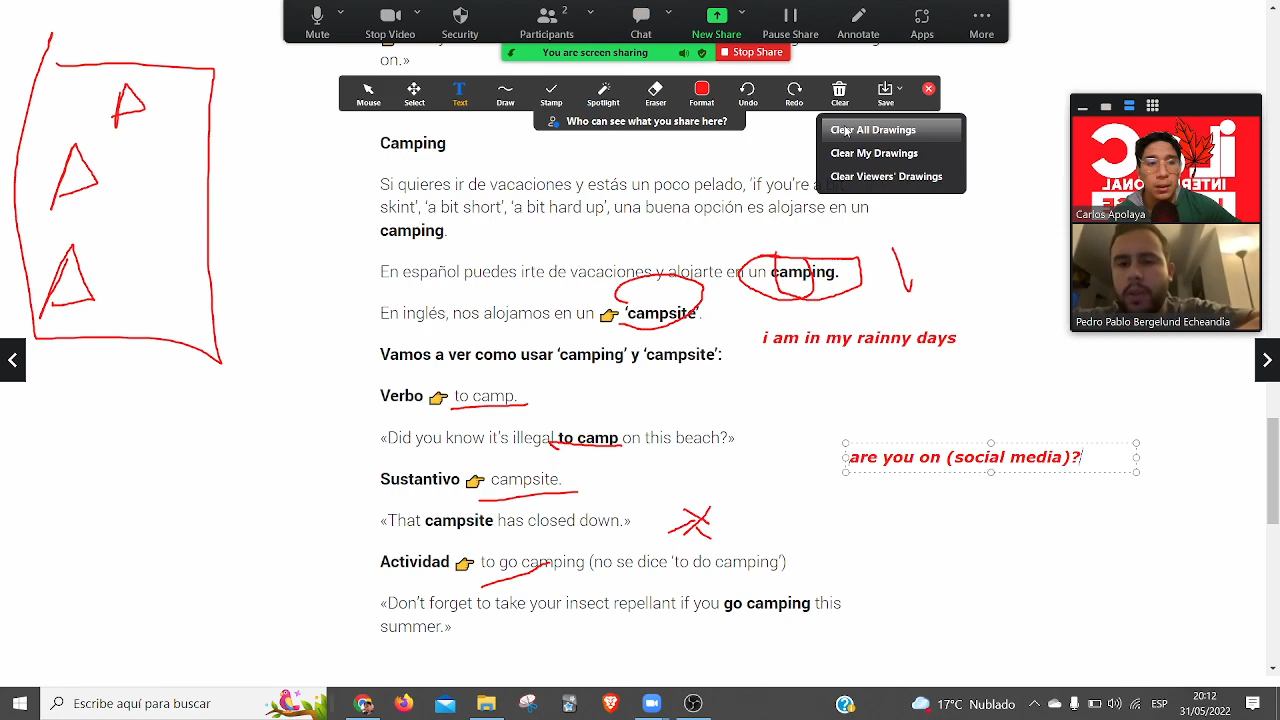 Mute
Stop Video
Security
Participants
2
Chat
New Share
Pause Share
Annotate
Apps
More
You are screen sharing
Stop Share
on.»
Mouse
Select
Text
Draw
Stamp
Spotlight
Eraser
Format
Undo
Redo
Clear
Save
Who can see what you share here?
Clear All Drawings
Clear My Drawings
Clear Viewers' Drawings
Camping
Si quieres ir de vacaciones y estás un poco pelado, ‘if you’re a bit
skint’, ‘a bit short’, ‘a bit hard up’, una buena opción es alojarse en un
camping.
En español puedes irte de vacaciones y alojarte en un camping.
En inglés, nos alojamos en un 👉 ‘campsite’.
i am in my rainny days
Vamos a ver como usar ‘camping’ y ‘campsite’:
Verbo 👉 to camp.
«Did you know it’s illegal to camp on this beach?»
are you on (social media)?
Sustantivo 👉 campsite.
«That campsite has closed down.»
Actividad 👉 to go camping (no se dice ‘to do camping’)
«Don’t forget to take your insect repellant if you go camping this
summer.»
Carlos Apolaya
Pedro Pablo Bergelund Echeandia
Escribe aquí para buscar
17°C Nublado
ESP
20:12
31/05/2022